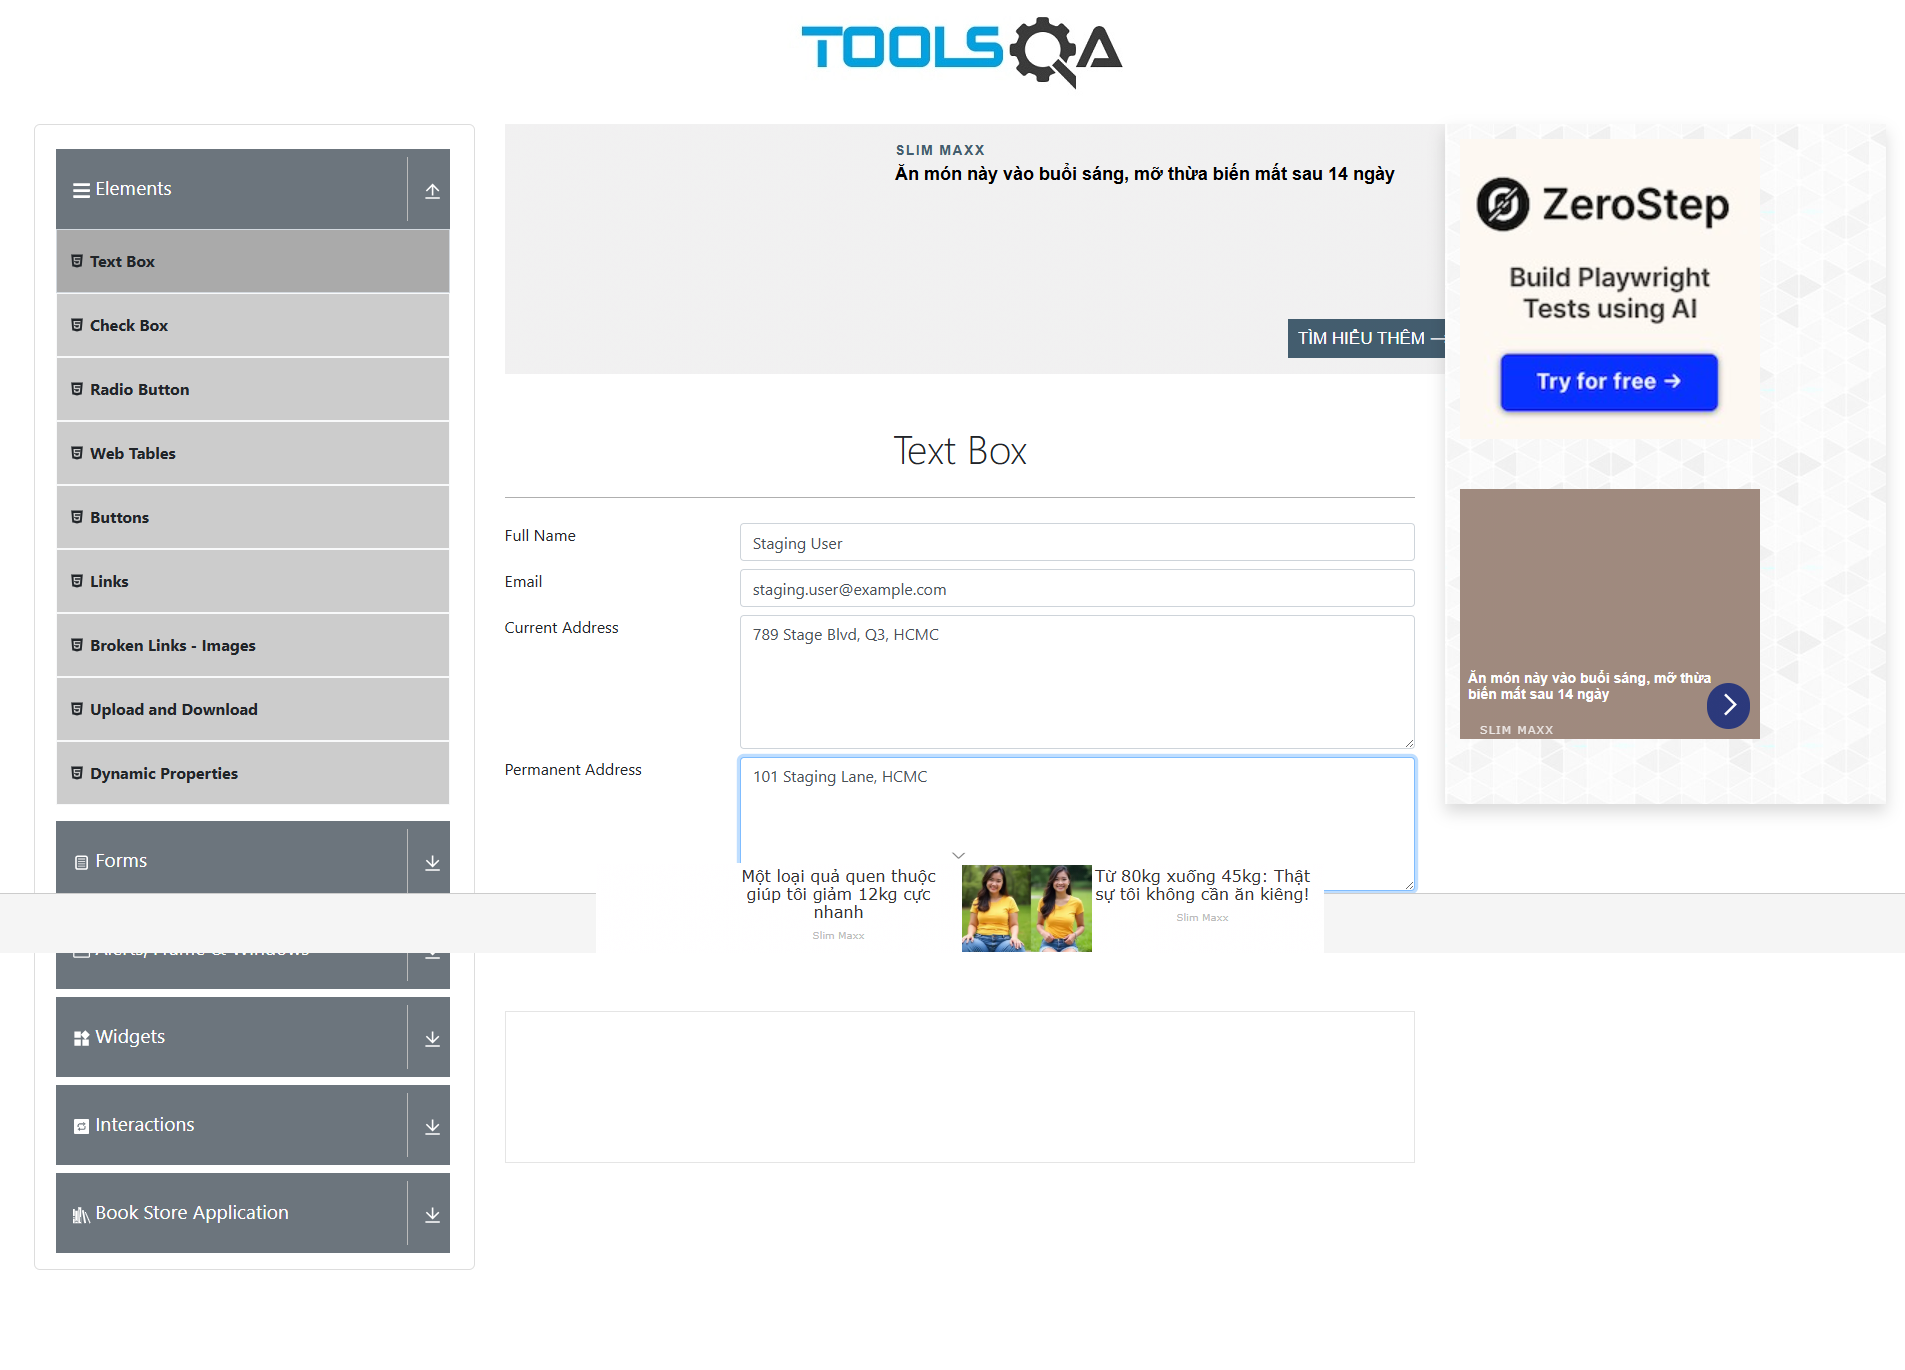 TOOLSQA
Elements
Text Box
Check Box
Radio Button
Web Tables
Buttons
Links
Broken Links - Images
Upload and Download
Dynamic Properties
Forms
Alerts, Frame & Windows
Widgets
Interactions
Book Store Application
SLIM MAXX
Ăn món này vào buổi sáng, mỡ thừa biến mất sau 14 ngày
TÌM HIỂU THÊM
Text Box
Full Name
Staging User
Email
staging.user@example.com
Current Address
789 Stage Blvd, Q3, HCMC
Permanent Address
101 Staging Lane, HCMC
Một loại quả quen thuộc
giúp tôi giảm 12kg cực
nhanh
Slim Maxx
Từ 80kg xuống 45kg: Thật
sự tôi không cần ăn kiêng!
Slim Maxx
ZeroStep
Build Playwright
Tests using AI
Try for free →
Ăn món này vào buổi sáng, mỡ thừa
biến mất sau 14 ngày
SLIM MAXX